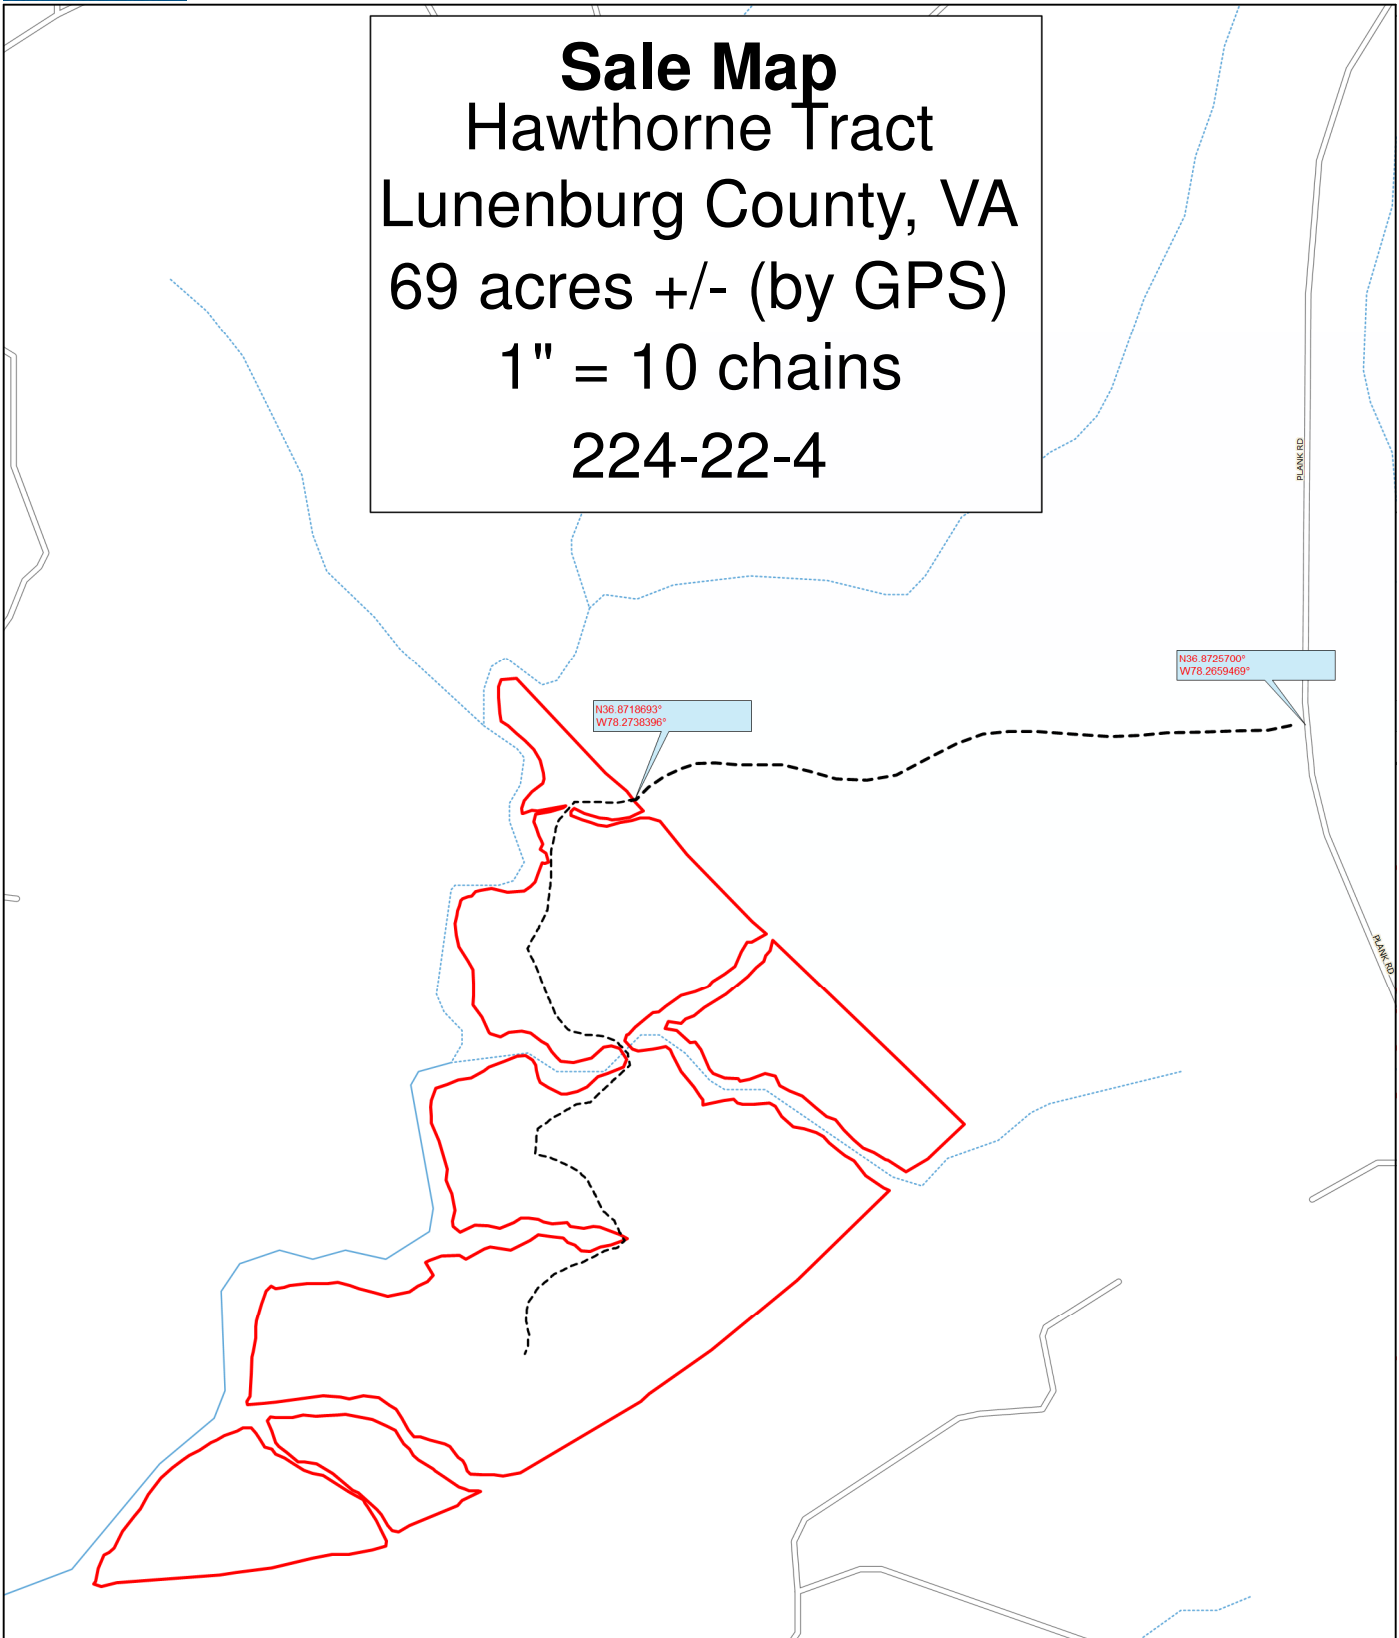 Sale Map
Hawthorne Tract
Lunenburg County, VA
69 acres +/- (by GPS)
1" = 10 chains
224-22-4
PLANK RD
N36.8725700°
W78.2659469°
N36.8718693°
W78.2738396°
PLANK RD